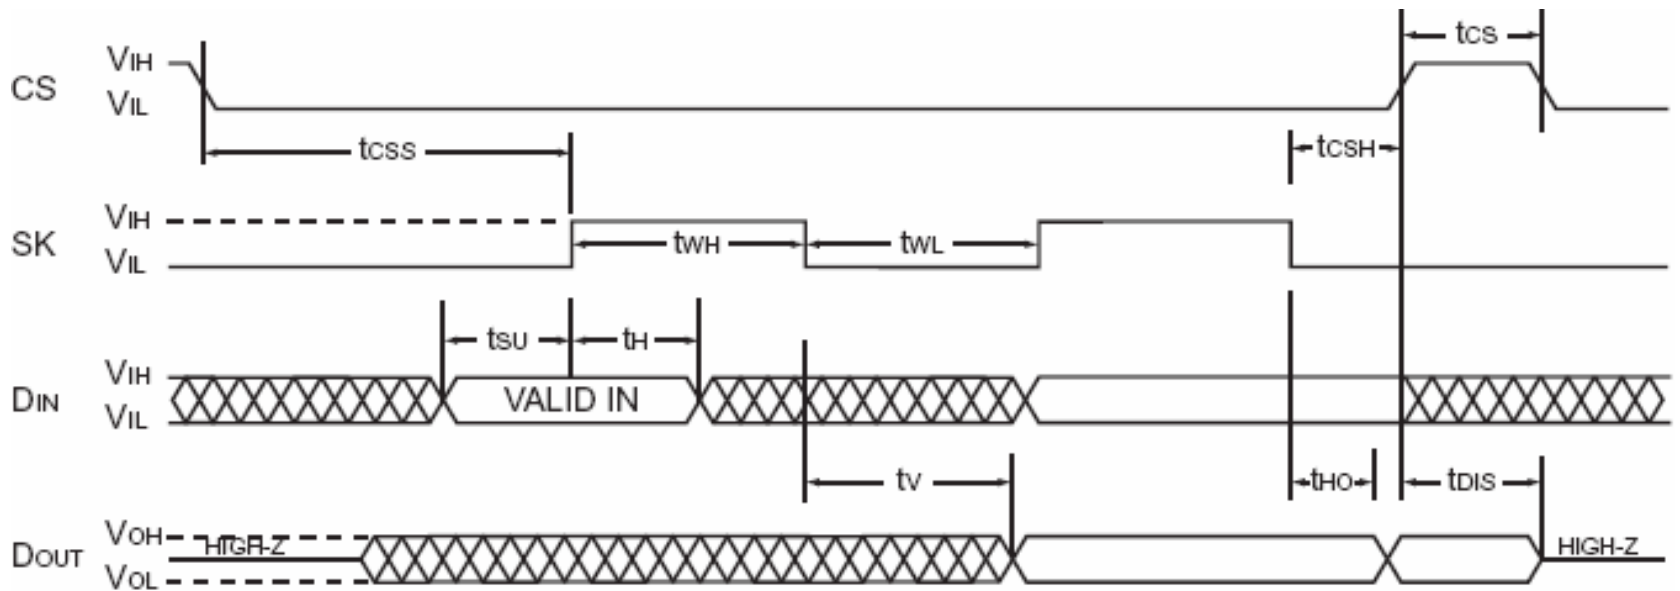 tCS
CS VIH
VIL
tCSS tCSH
SK VIH
VIL
tWH tWL
tSU tH
DIN VIH
VIL
VALID IN
tV tHO tDIS
DOUT VOH
VOL
HIGH-Z HIGH-Z